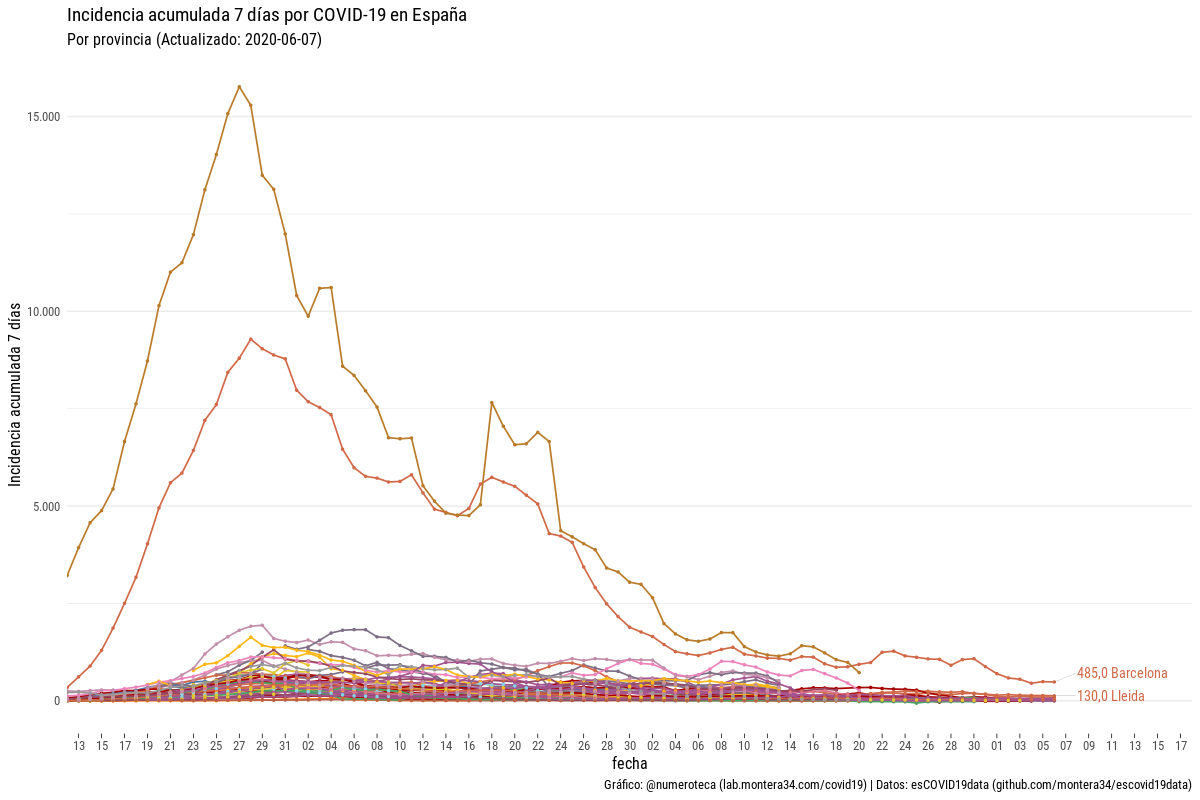 Incidencia acumulada 7 días por COVID-19 en España
Por provincia (Actualizado: 2020-06-07)
Incidencia acumulada 7 días
15.000
10.000
5.000
0
485,0 Barcelona
130,0 Lleida
13 15 17 19 21 23 25 27 29 31 02 04 06 08 10 12 14 16 18 20 22 24 26 28 30 02 04 06 08 10 12 14 16 18 20 22 24 26 28 30 01 03 05 07 09 11 13 15 17
fecha
Gráfico: @numeroteca (lab.montera34.com/covid19) | Datos: esCOVID19data (github.com/montera34/escovid19data)